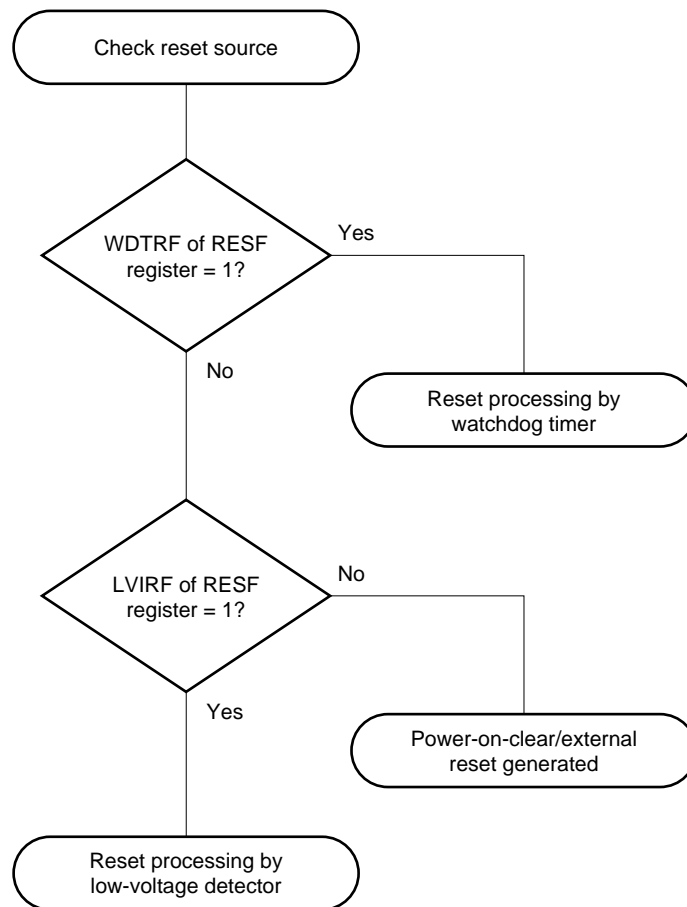 Check reset source
WDTRF of RESF
register = 1?
Yes
No
Reset processing by
watchdog timer
LVIRF of RESF
register = 1?
No
Yes
Power-on-clear/external
reset generated
Reset processing by
low-voltage detector